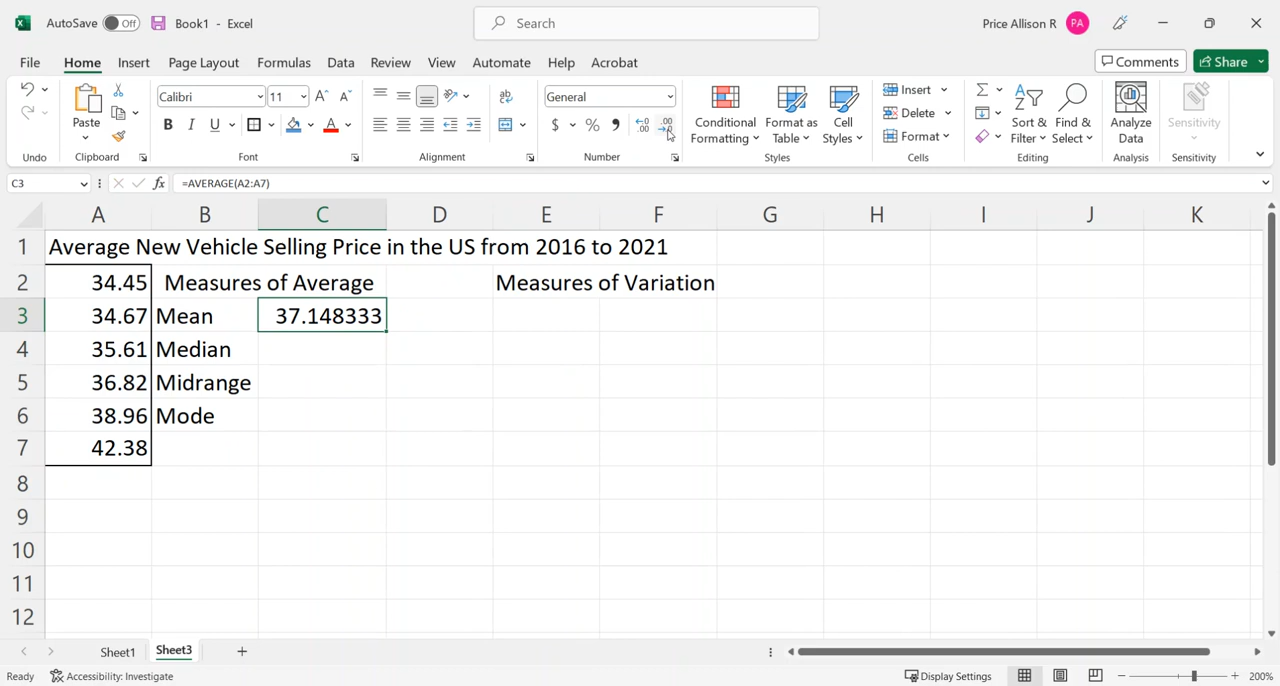 AutoSave Off Book1 - Excel Search Price Allison R PA
File Home Insert Page Layout Formulas Data Review View Automate Help Acrobat Comments Share
Paste Calibri 11 A A General Insert
B I U A $ % , Conditional Formatting Format as Table Cell Styles Delete Format Sort & Filter Find & Select Analyze Data Sensitivity
Undo Clipboard Font Alignment Number Styles Cells Editing Analysis Sensitivity
C3 fx =AVERAGE(A2:A7)
A B C D E F G H I J K
1 Average New Vehicle Selling Price in the US from 2016 to 2021
2 34.45 Measures of Average Measures of Variation
3 34.67 Mean 37.148333
4 35.61 Median
5 36.82 Midrange
6 38.96 Mode
7 42.38
8
9
10
11
12
Sheet1 Sheet3
Ready Accessibility: Investigate Display Settings 200%